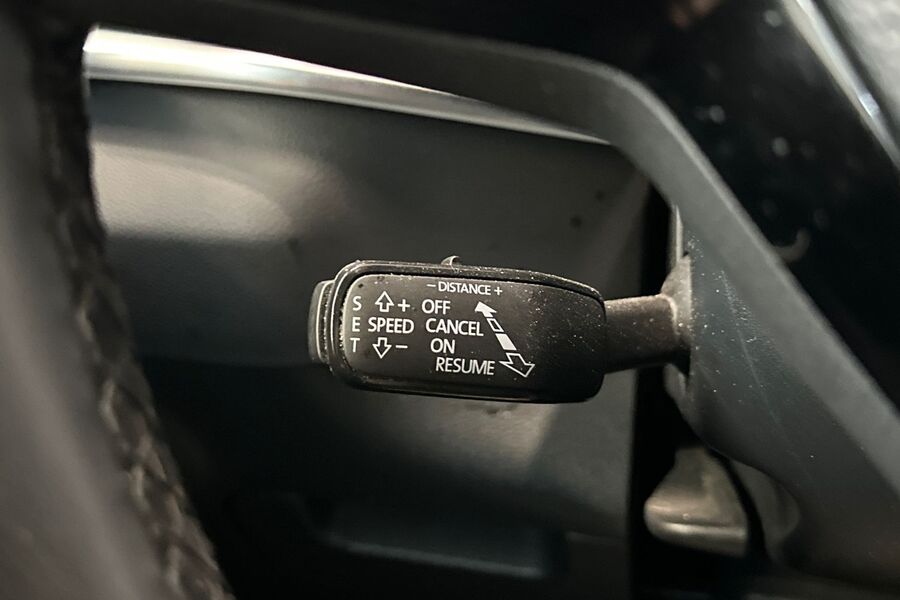 − DISTANCE +
S + OFF
E SPEED CANCEL
T − ON
RESUME